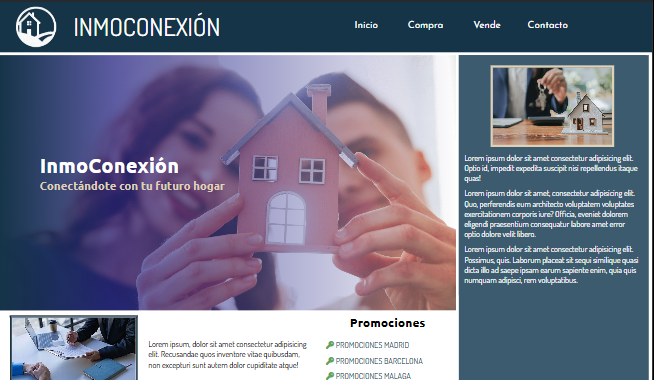 INMOCONEXIÓN
Inicio Compra Vende Contacto
InmoConexión
Conectándote con tu futuro hogar
Lorem ipsum dolor sit amet consectetur adipisicing elit.
Optio id, impedit expedita suscipit nisi repellendus itaque
quas!
Lorem ipsum dolor sit amet, consectetur adipisicing elit.
Quo, perferendis eum architecto voluptatem voluptates
exercitationem corporis iure? Officia, eveniet dolorem
eligendi praesentium consequatur labore amet error
optio dolore velit libero.
Lorem ipsum dolor sit amet consectetur adipisicing elit.
Possimus, quis. Laborum placeat sit sequi similique quasi
dicta illo ad saepe ipsam earum sapiente enim, quia quis
numquam adipisci, rem voluptatibus.
Lorem ipsum, dolor sit amet consectetur adipisicing
elit. Recusandae quos inventore vitae quibusdam,
non excepturi sunt autem dolor cupiditate atque!
Promociones
PROMOCIONES MADRID
PROMOCIONES BARCELONA
PROMOCIONES MALAGA